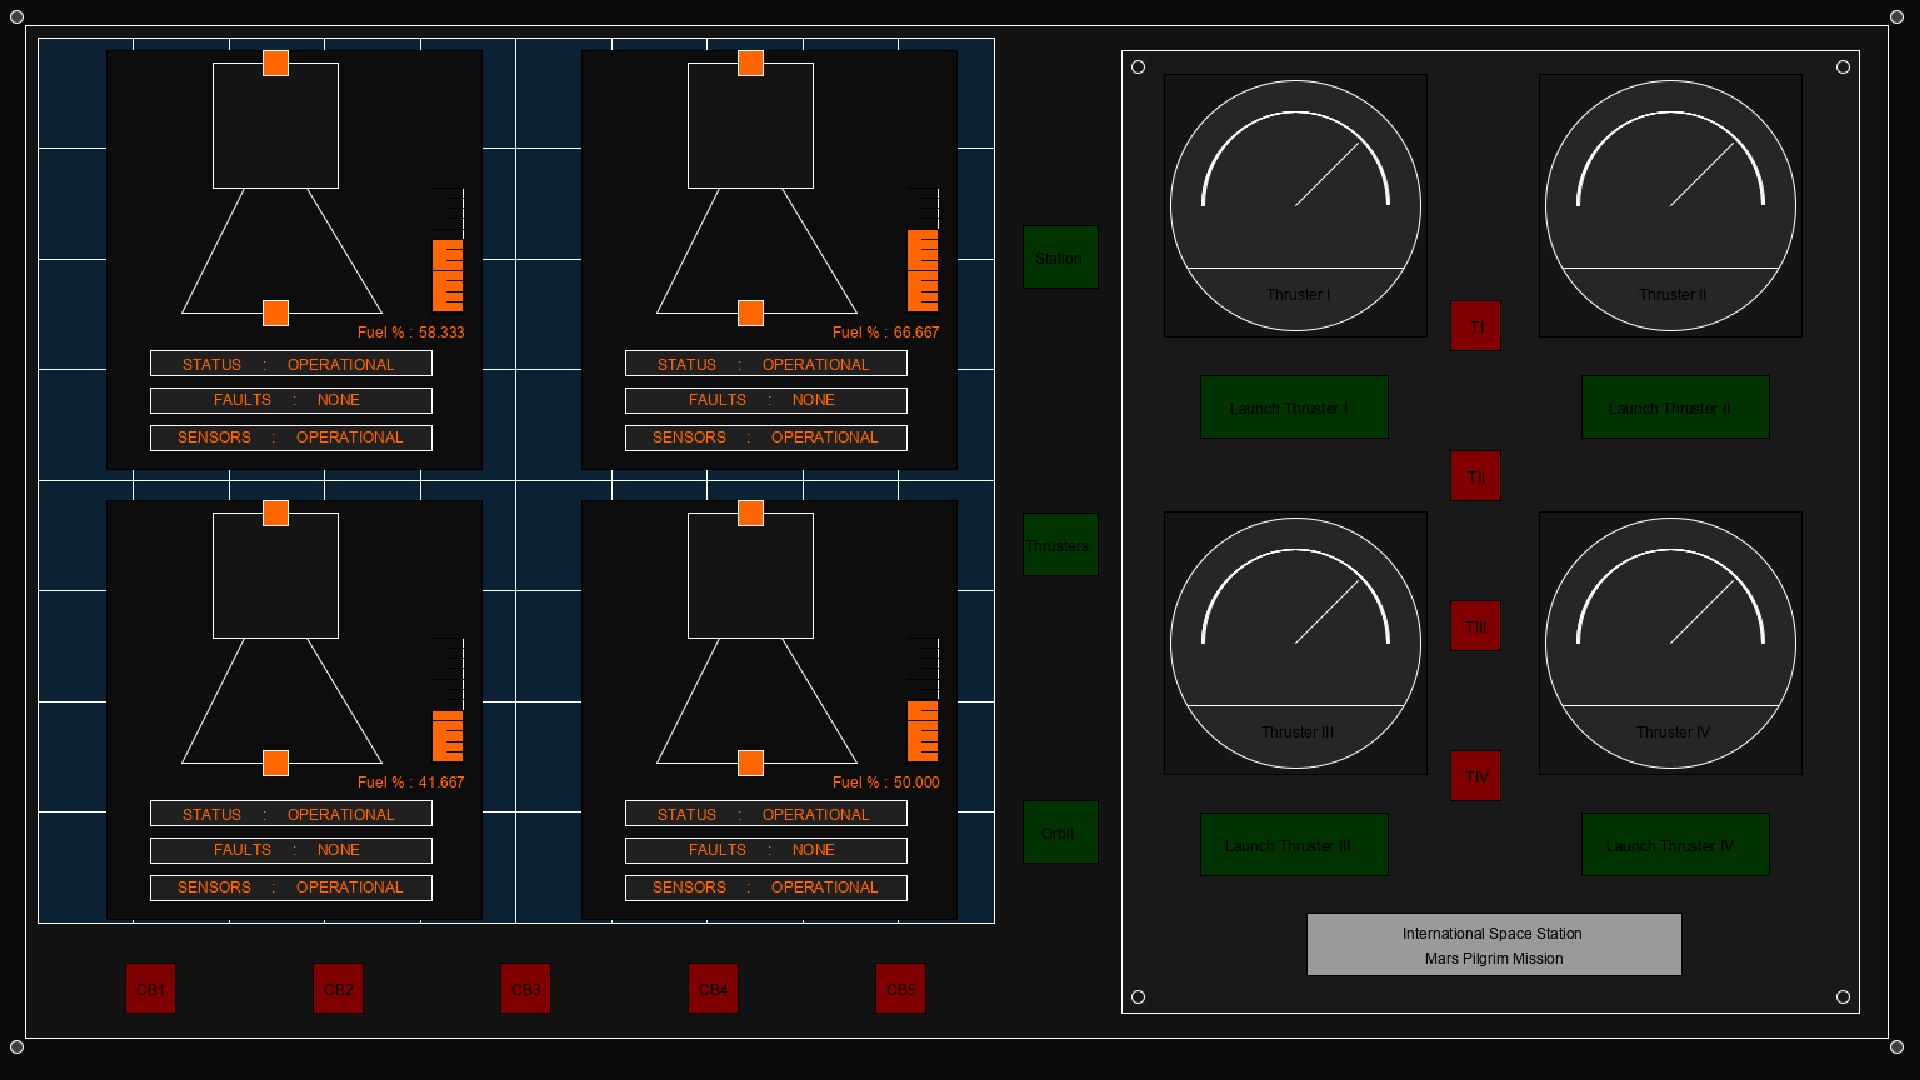 Fuel % : 58.333
STATUS : OPERATIONAL
FAULTS : NONE
SENSORS : OPERATIONAL
Fuel % : 66.667
STATUS : OPERATIONAL
FAULTS : NONE
SENSORS : OPERATIONAL
Fuel % : 41.667
STATUS : OPERATIONAL
FAULTS : NONE
SENSORS : OPERATIONAL
Fuel % : 50.000
STATUS : OPERATIONAL
FAULTS : NONE
SENSORS : OPERATIONAL
CB1
CB2
CB3
CB4
CB5
Station
Thrusters
Orbit
Thruster I
Thruster II
TI
Launch Thruster I
Launch Thruster II
TII
TIII
Thruster III
Thruster IV
TIV
Launch Thruster III
Launch Thruster IV
International Space Station
Mars Pilgrim Mission